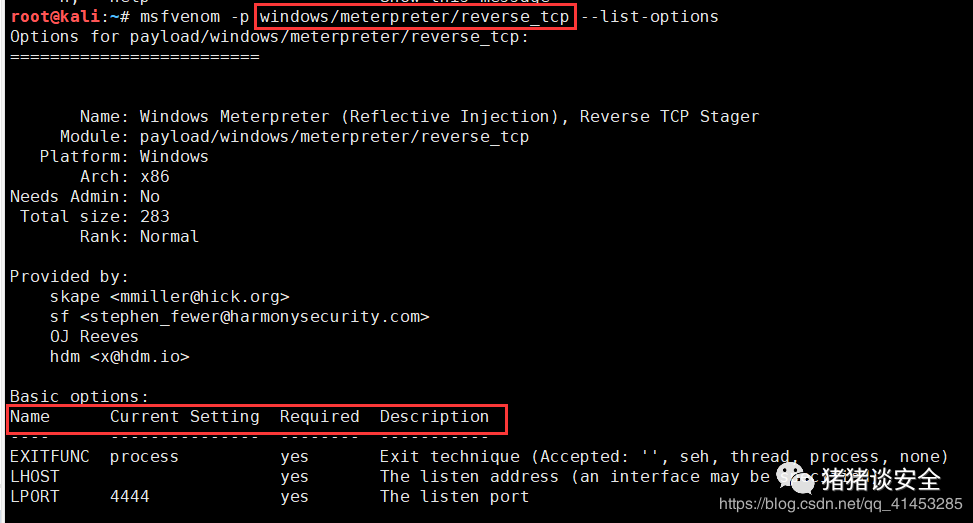 Help Show this message
root@kali:~# msfvenom -p windows/meterpreter/reverse_tcp --list-options
Options for payload/windows/meterpreter/reverse_tcp:
=========================
Name: Windows Meterpreter (Reflective Injection), Reverse TCP Stager
Module: payload/windows/meterpreter/reverse_tcp
Platform: Windows
Arch: x86
Needs Admin: No
Total size: 283
Rank: Normal
Provided by:
skape <mmiller@hick.org>
sf <stephen_fewer@harmonysecurity.com>
OJ Reeves
hdm <x@hdm.io>
Basic options:
Name Current Setting Required Description
---- --------------- -------- -----------
EXITFUNC process yes Exit technique (Accepted: '', seh, thread, process, none)
LHOST yes The listen address (an interface may be
LPORT 4444 yes The listen port
猪猪谈安全
https://blog.csdn.net/qq_41453285